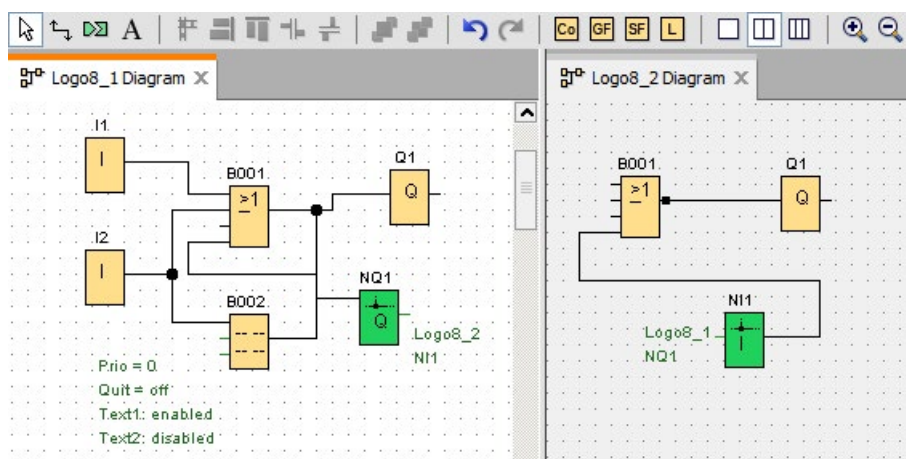 A Co GF SF L
Logo8_1 Diagram
Logo8_2 Diagram
I1
I
B001
≥1
Q1
Q
I2
I
B002
NQ1
Q
Logo8_2
NI1
Prio = 0
Quit = off
Text1: enabled
Text2: disabled
B001
≥1
Q1
Q
NI1
I
Logo8_1
NQ1